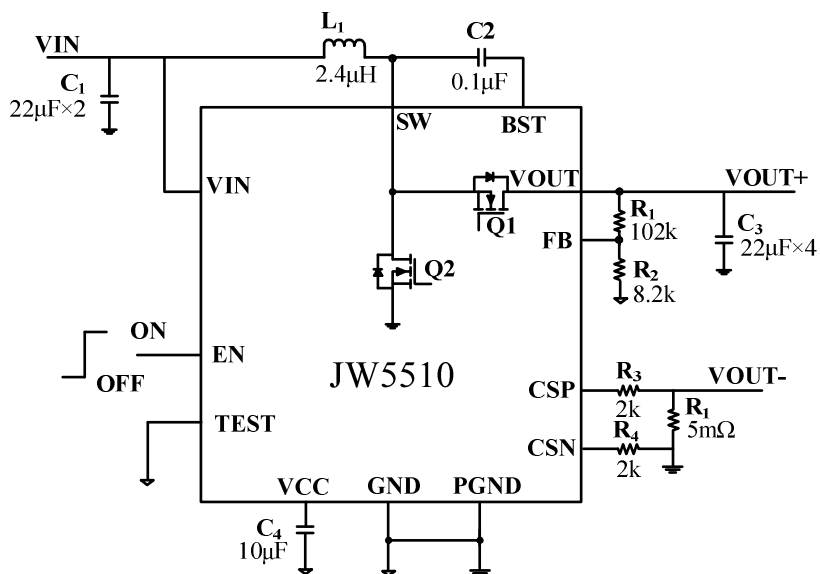 L₁
C2
VIN
2.4μH
0.1μF
C₁
22μF×2
SW
BST
VIN
VOUT
VOUT+
Q1
R₁
102k
C₃
22μF×4
FB
R₂
8.2k
Q2
ON
OFF
EN
JW5510
TEST
CSP
R₃
2k
VOUT-
R₁
5mΩ
CSN
R₄
2k
VCC
GND
PGND
C₄
10μF